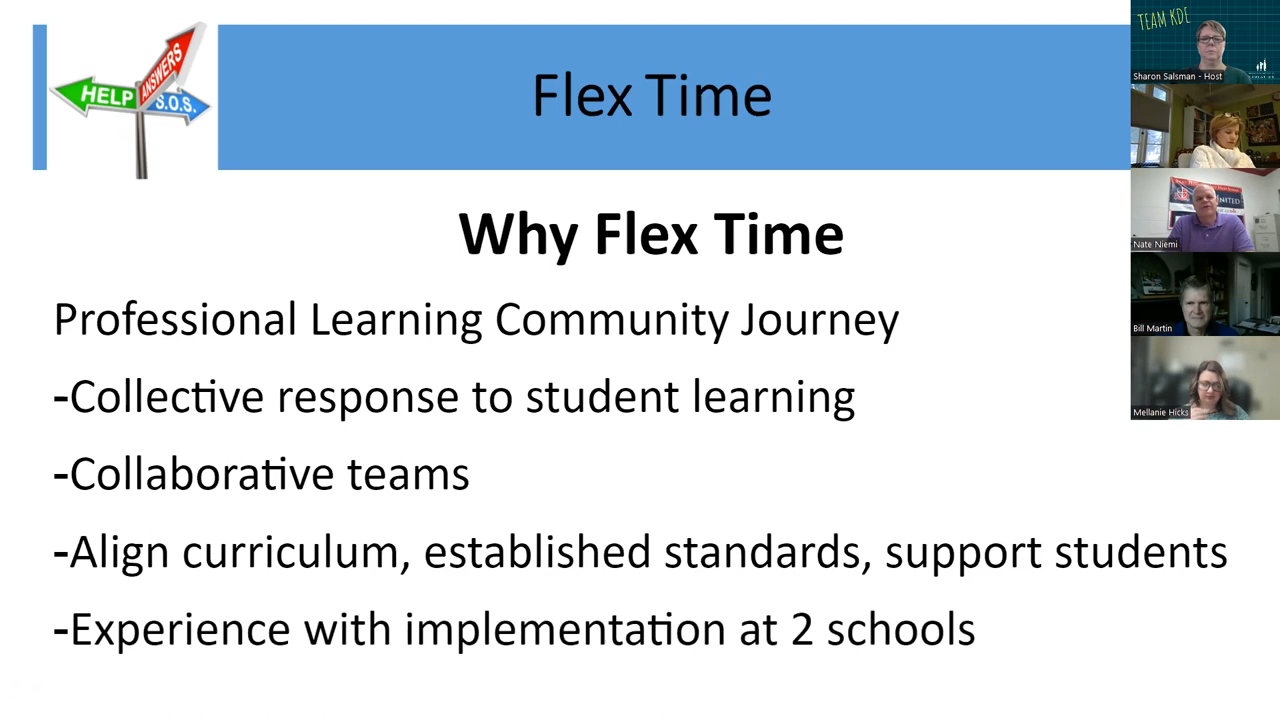 HELP
ANSWERS
S.O.S.
Flex Time
Why Flex Time
Professional Learning Community Journey
-Collective response to student learning
-Collaborative teams
-Align curriculum, established standards, support students
-Experience with implementation at 2 schools
TEAM KDE
Sharon Salsman - Host
Nate Niemi
Bill Martin
Mellanie Hicks